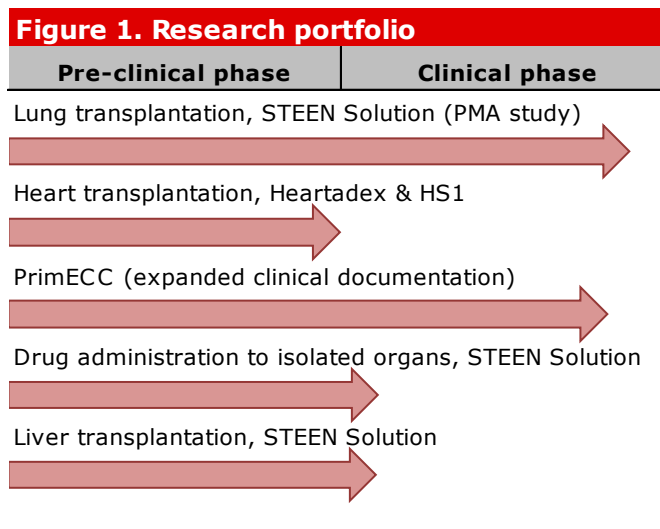 Figure 1. Research portfolio
Pre-clinical phase Clinical phase
Lung transplantation, STEEN Solution (PMA study)
Heart transplantation, Heartadex & HS1
PrimECC (expanded clinical documentation)
Drug administration to isolated organs, STEEN Solution
Liver transplantation, STEEN Solution